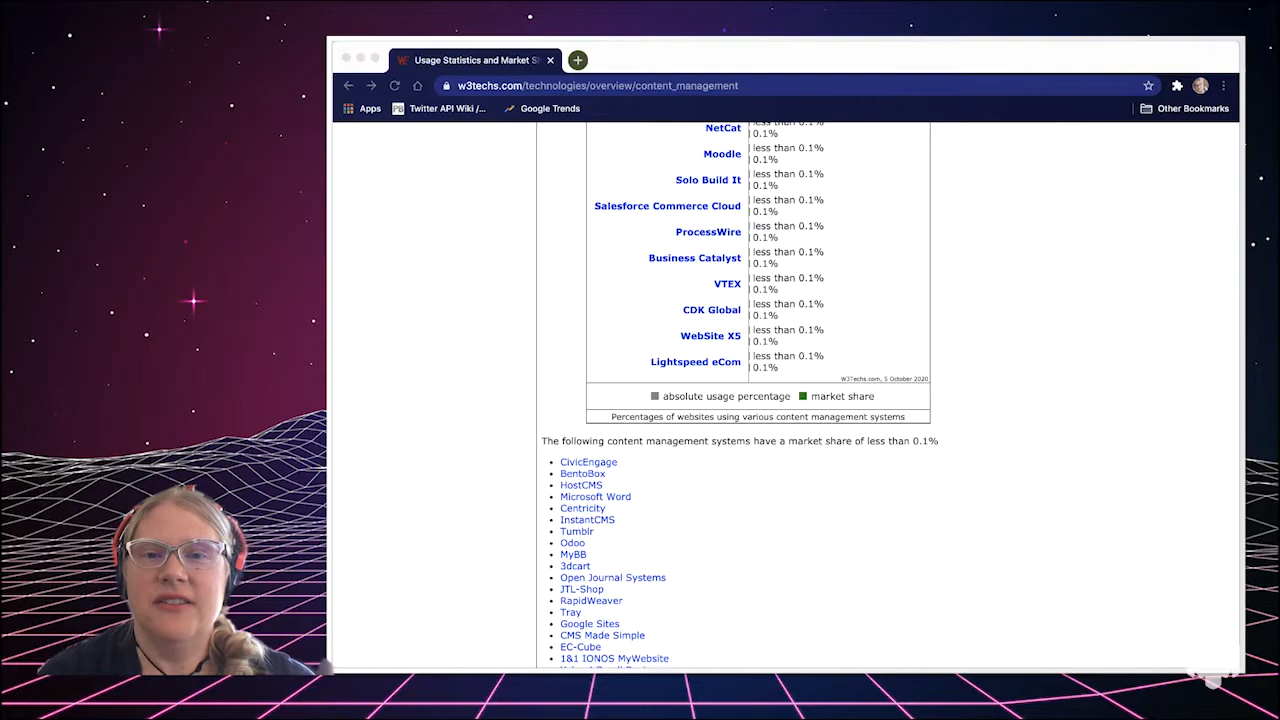 Usage Statistics and Market S
w3techs.com/technologies/overview/content_management
Apps
Twitter API Wiki /...
Google Trends
Other Bookmarks
NetCat less than 0.1%
0.1%
Moodle less than 0.1%
0.1%
Solo Build It less than 0.1%
0.1%
Salesforce Commerce Cloud less than 0.1%
0.1%
ProcessWire less than 0.1%
0.1%
Business Catalyst less than 0.1%
0.1%
VTEX less than 0.1%
0.1%
CDK Global less than 0.1%
0.1%
WebSite X5 less than 0.1%
0.1%
Lightspeed eCom less than 0.1%
0.1%
W3Techs.com, 5 October 2020
absolute usage percentage market share
Percentages of websites using various content management systems
The following content management systems have a market share of less than 0.1%
CivicEngage
BentoBox
HostCMS
Microsoft Word
Centricity
InstantCMS
Tumblr
Odoo
MyBB
3dcart
Open Journal Systems
JTL-Shop
RapidWeaver
Tray
Google Sites
CMS Made Simple
EC-Cube
1&1 IONOS MyWebsite